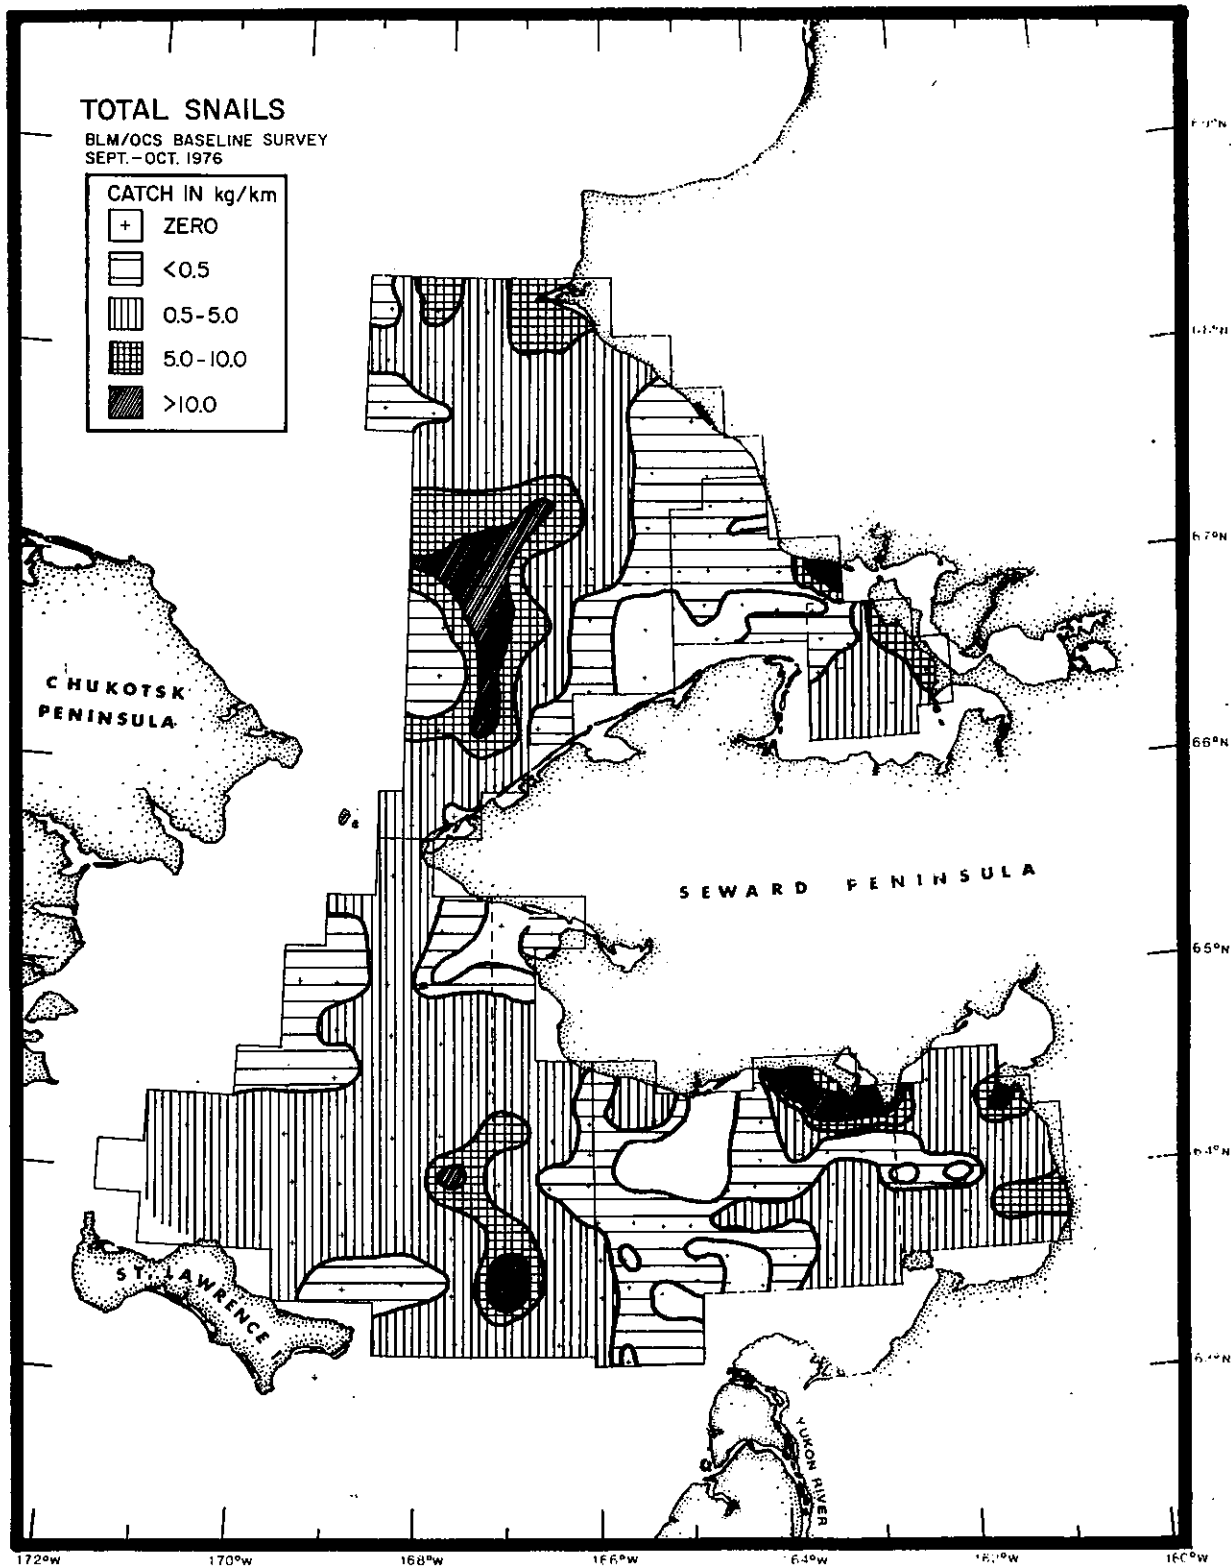 TOTAL SNAILS
BLM/OCS BASELINE SURVEY
SEPT.-OCT. 1976
CATCH IN kg/km
+ ZERO
<0.5
0.5-5.0
5.0-10.0
>10.0
68°N
67°N
CHUKOTSK
PENINSULA
66°N
SEWARD PENINSULA
65°N
64°N
ST. LAWRENCE I
YUKON RIVER
172°W 170°W 168°W 166°W 164°W 160°W